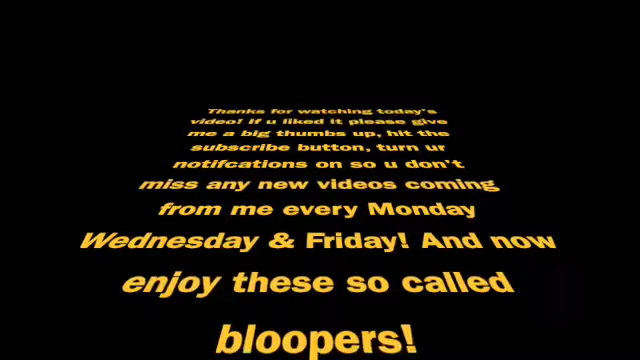 Thanks for watching today's
video! If u liked it please give
me a big thumbs up, hit the
subscribe button, turn ur
notifcations on so u don't
miss any new videos coming
from me every Monday
Wednesday & Friday! And now
enjoy these so called
bloopers!